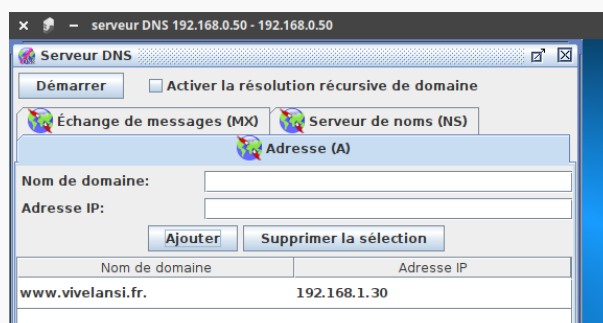 serveur DNS 192.168.0.50 - 192.168.0.50
Serveur DNS
Démarrer Activer la résolution récursive de domaine
Échange de messages (MX) Serveur de noms (NS)
Adresse (A)
Nom de domaine:
Adresse IP:
Ajouter Supprimer la sélection
Nom de domaine Adresse IP
www.vivelansi.fr. 192.168.1.30